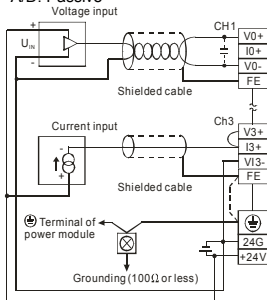 A/D: Passive
Voltage input
+
-
UIN
CH1
V0+
I0+
V0-
FE
Shielded cable
Current input
-
+
Ch3
V3+
I3+
VI3-
FE
Shielded cable
Terminal of
power module
24G
+24V
Grounding (100Ω or less)